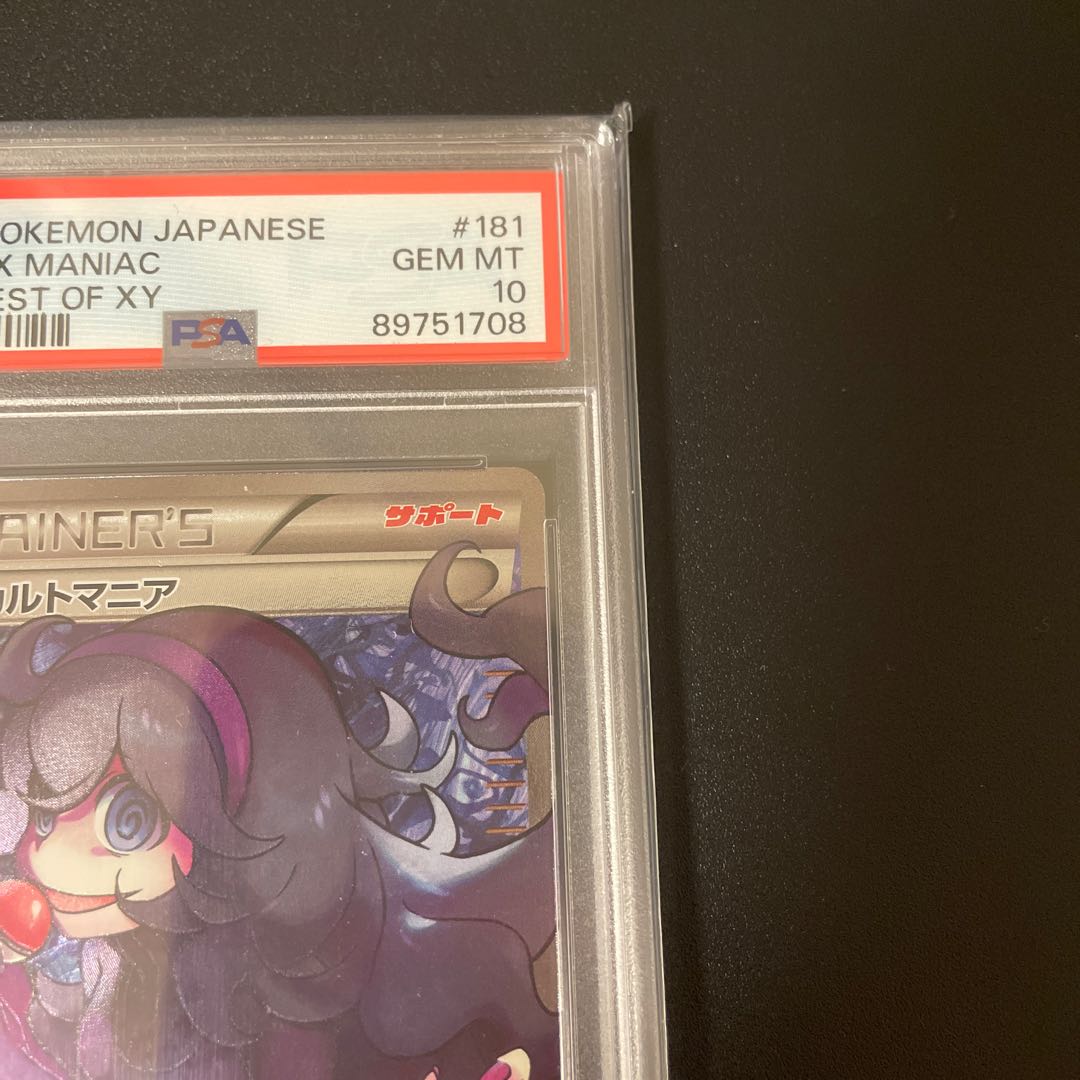 OKEMON JAPANESE #181
X MANIAC GEM MT
EST OF XY 10
PSA 89751708
AINER'S サポート
カルトマニア